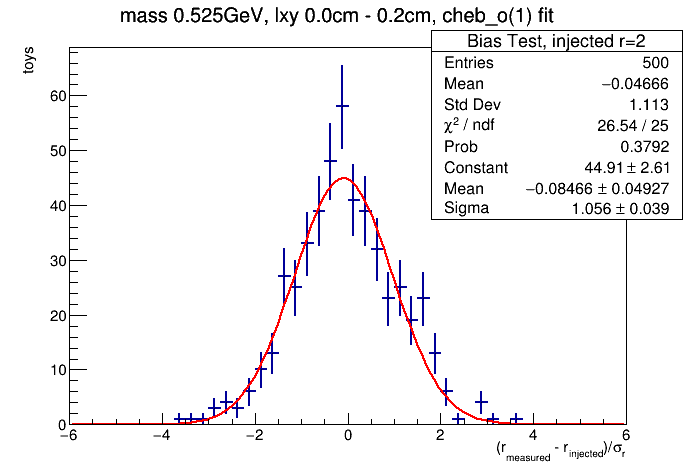 mass 0.525GeV, lxy 0.0cm - 0.2cm, cheb_o(1) fit
Bias Test, injected r=2
Entries 500
Mean −0.04666
Std Dev 1.113
χ² / ndf 26.54 / 25
Prob 0.3792
Constant 44.91 ± 2.61
Mean −0.08466 ± 0.04927
Sigma 1.056 ± 0.039
toys
60
50
40
30
20
10
0
−6 −4 −2 0 2 4 6
(r_measured - r_injected)/σ_r